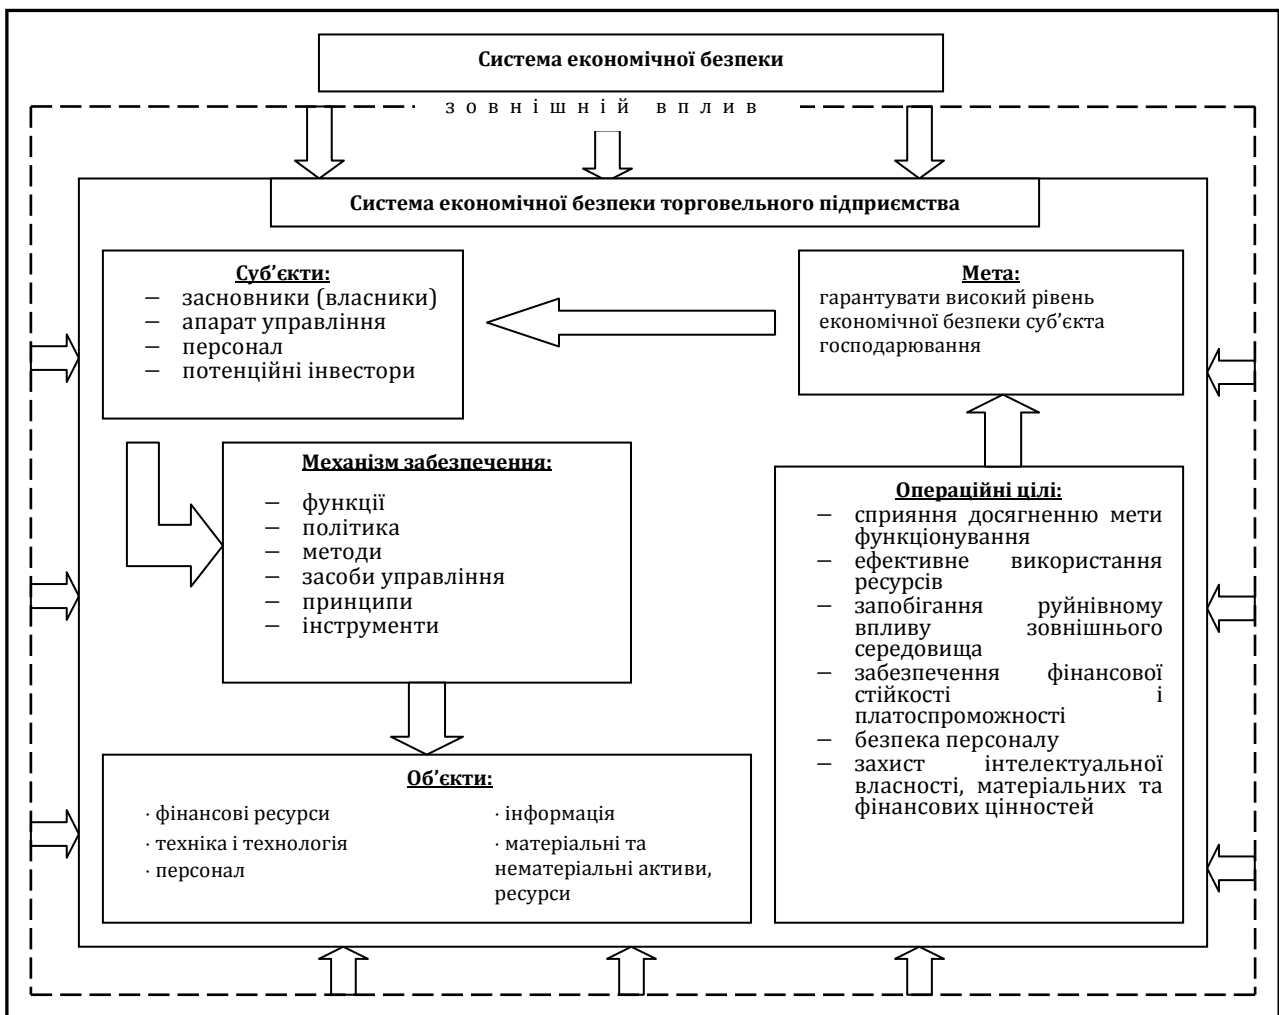 Система економічної безпеки
зовнішній вплив
Система економічної безпеки торговельного підприємства
Суб’єкти:
– засновники (власники)
– апарат управління
– персонал
– потенційні інвестори
Мета:
гарантувати високий рівень
економічної безпеки суб’єкта
господарювання
Механізм забезпечення:
– функції
– політика
– методи
– засоби управління
– принципи
– інструменти
Операційні цілі:
– сприяння досягненню мети
функціонування
– ефективне використання
ресурсів
– запобігання руйнівному
впливу зовнішнього
середовища
– забезпечення фінансової
стійкості і
платоспроможності
– безпека персоналу
– захист інтелектуальної
власності, матеріальних та
фінансових цінностей
Об’єкти:
· фінансові ресурси
· техніка і технологія
· персонал
· інформація
· матеріальні та
нематеріальні активи,
ресурси